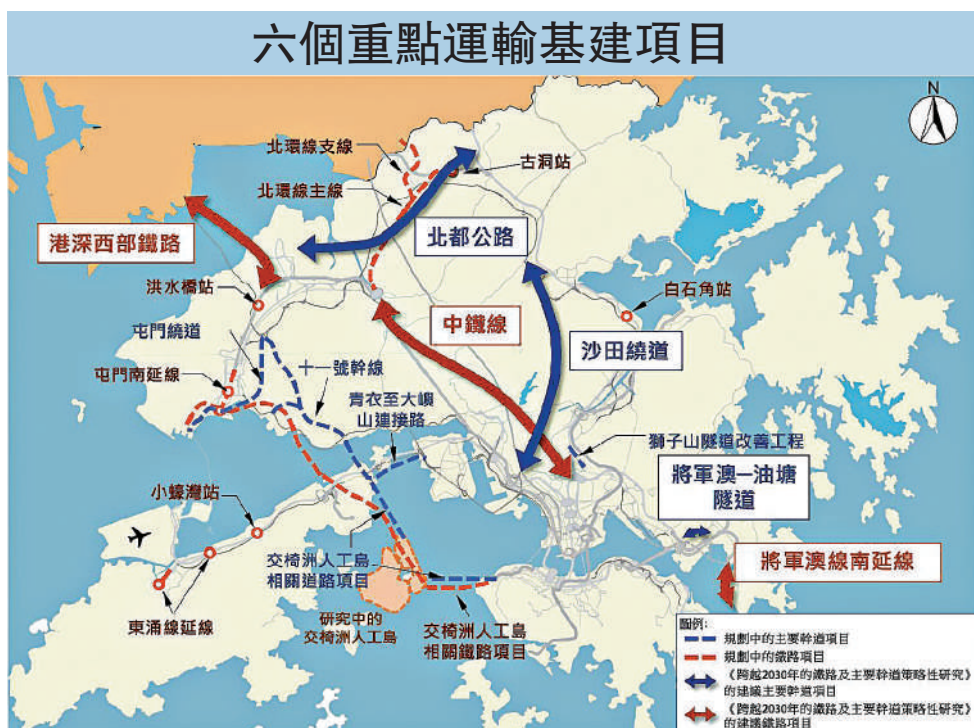 六個重點運輸基建項目
N
北環線支線
古洞站
北環線主線
港深西部鐵路
北都公路
洪水橋站
中鐵線
白石角站
屯門繞道
沙田繞道
十一號幹線
屯門南延線
青衣至大嶼
山連接路
獅子山隧道改善工程
將軍澳—油塘
隧道
小蠔灣站
交椅洲人工島
相關道路項目
將軍澳線南延線
東涌線延線
研究中的
交椅洲人工島
交椅洲人工島
相關鐵路項目
圖例:
規劃中的主要幹道項目
規劃中的鐵路項目
《跨越2030年的鐵路及主要幹道策略性研究》
的建議主要幹道項目
《跨越2030年的鐵路及主要幹道策略性研究》
的建議鐵路項目